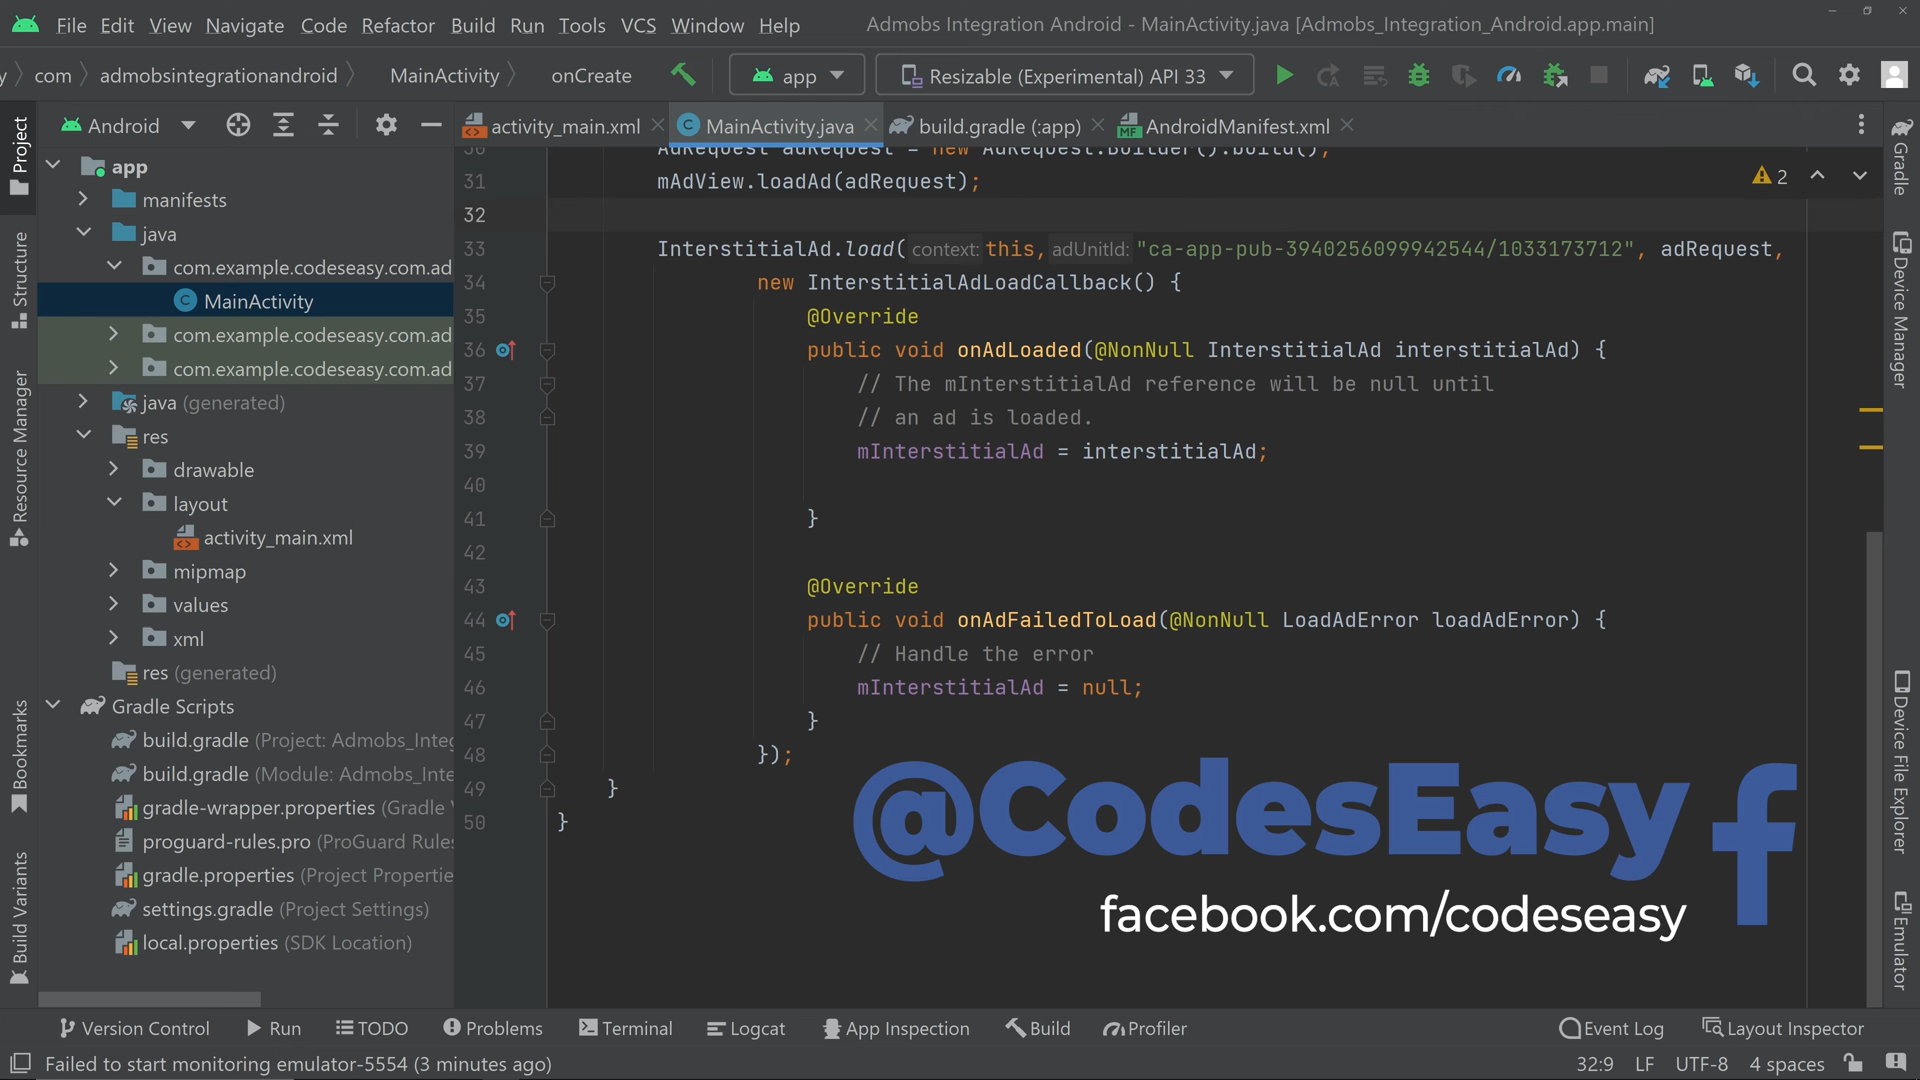 File Edit View Navigate Code Refactor Build Run Tools VCS Window Help Admobs Integration Android - MainActivity.java [Admobs_Integration_Android.app.main]
com admobsintegrationandroid MainActivity onCreate app Resizable (Experimental) API 33
Project
Structure
Resource Manager
Bookmarks
Build Variants
Android
app
manifests
java
com.example.codeseasy.com.ad
MainActivity
com.example.codeseasy.com.ad
com.example.codeseasy.com.ad
java (generated)
res
drawable
layout
activity_main.xml
mipmap
values
xml
res (generated)
Gradle Scripts
build.gradle (Project: Admobs_Inte
build.gradle (Module: Admobs_Inte
gradle-wrapper.properties (Gradle
proguard-rules.pro (ProGuard Rule
gradle.properties (Project Propertie
settings.gradle (Project Settings)
local.properties (SDK Location)
activity_main.xml MainActivity.java build.gradle (:app) MF AndroidManifest.xml
30 AdRequest adRequest = new AdRequest.Builder().build();
31 mAdView.loadAd(adRequest);
2
32
33 InterstitialAd.load( context: this, adUnitId: "ca-app-pub-3940256099942544/1033173712", adRequest,
34 new InterstitialAdLoadCallback() {
35 @Override
36 public void onAdLoaded(@NonNull InterstitialAd interstitialAd) {
37 // The mInterstitialAd reference will be null until
38 // an ad is loaded.
39 mInterstitialAd = interstitialAd;
40
41 }
42
43 @Override
44 public void onAdFailedToLoad(@NonNull LoadAdError loadAdError) {
45 // Handle the error
46 mInterstitialAd = null;
47 }
48 });
49 }
50 }
@CodesEasy f
facebook.com/codeseasy
Gradle
Device Manager
Device File Explorer
Emulator
Version Control Run TODO Problems Terminal Logcat App Inspection Build Profiler Event Log Layout Inspector
Failed to start monitoring emulator-5554 (3 minutes ago) 32:9 LF UTF-8 4 spaces